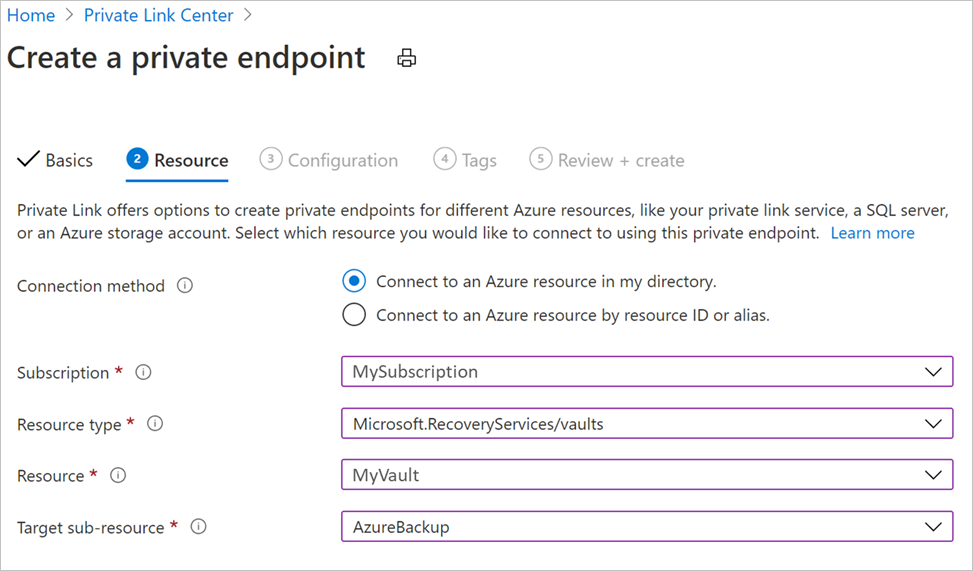 Home > Private Link Center >
Create a private endpoint
Basics 2 Resource 3 Configuration 4 Tags 5 Review + create
Private Link offers options to create private endpoints for different Azure resources, like your private link service, a SQL server,
or an Azure storage account. Select which resource you would like to connect to using this private endpoint. Learn more
Connection method Connect to an Azure resource in my directory.
Connect to an Azure resource by resource ID or alias.
Subscription * MySubscription
Resource type * Microsoft.RecoveryServices/vaults
Resource * MyVault
Target sub-resource * AzureBackup